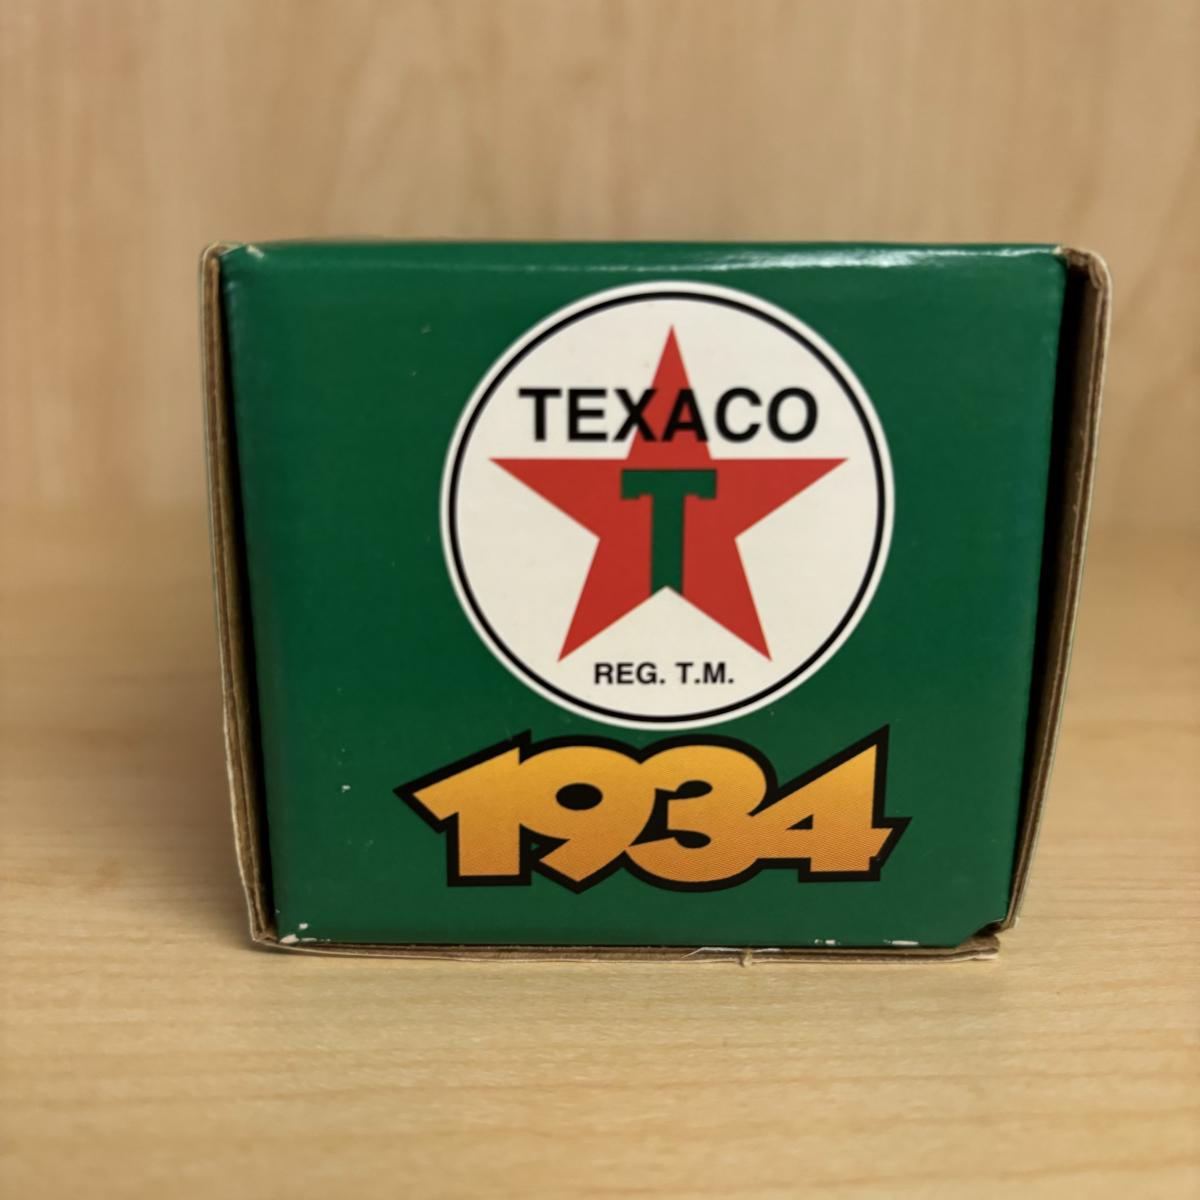 TEXACO
T
REG. T.M.
1934